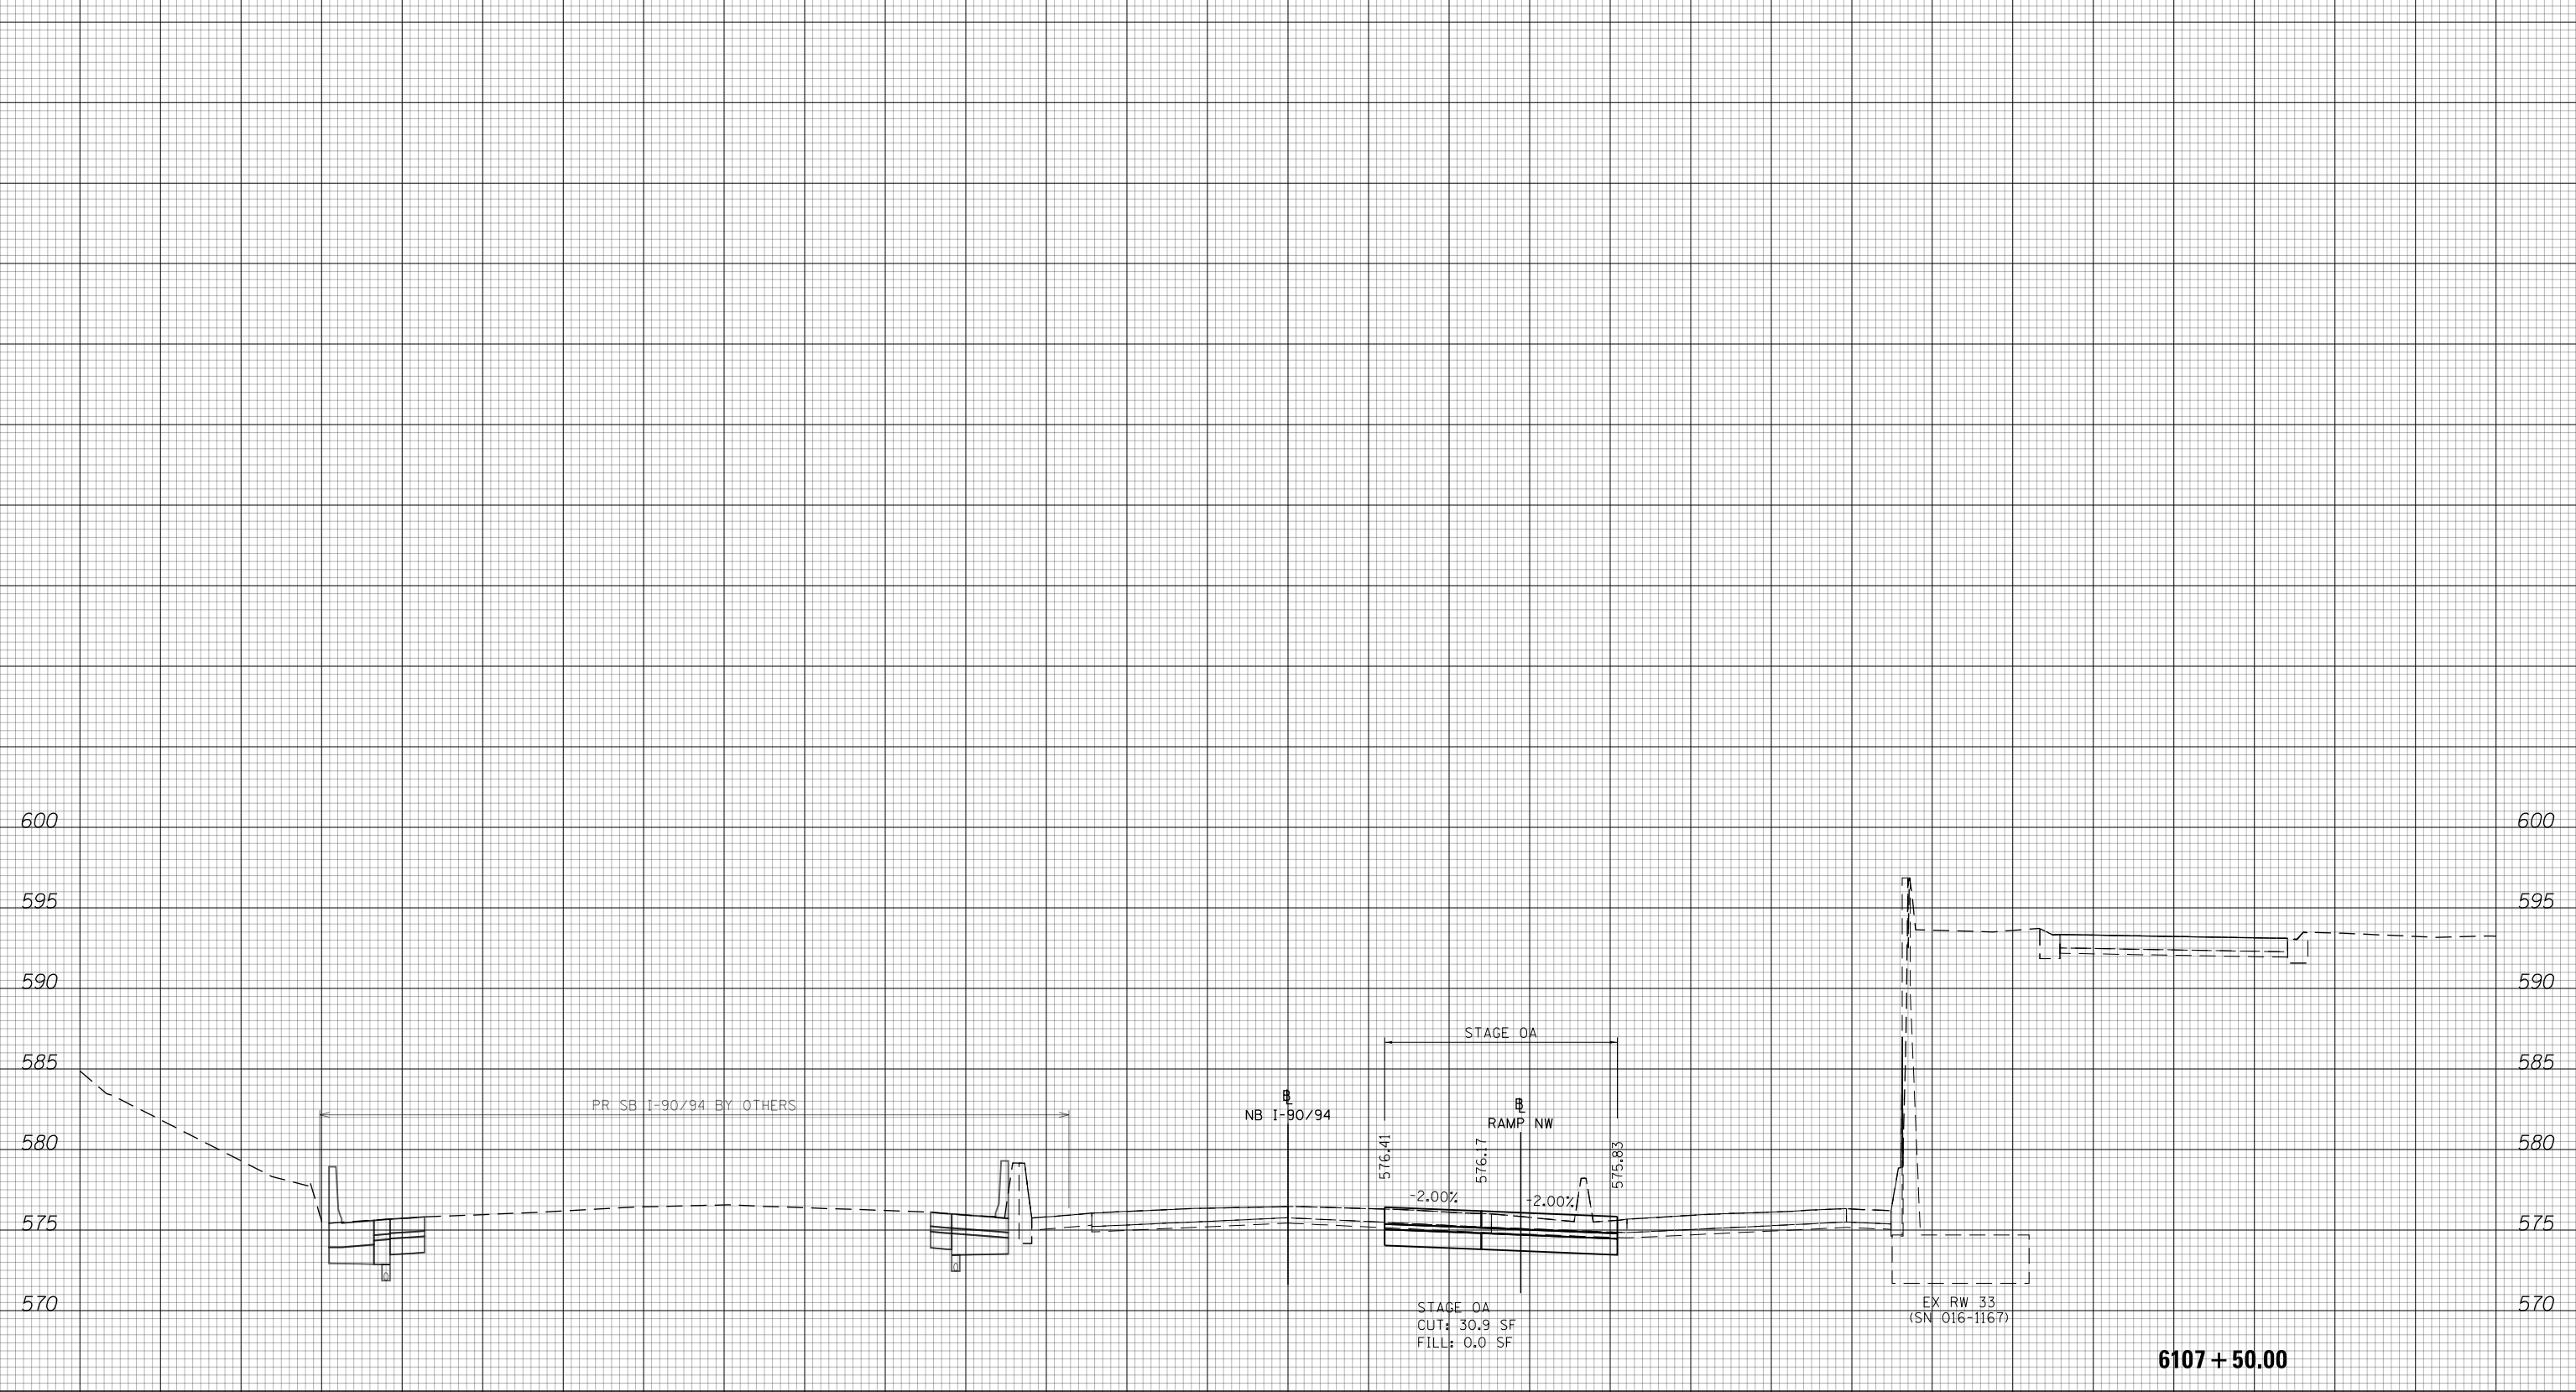 600 600
595 595
590 590
585 585
STAGE 0A
PR SB I-90/94 BY OTHERS
NB I-90/94
RAMP NW
580 580
576.41
576.17
575.83
-2.00%
-2.00%
575 575
570 570
STAGE 0A
CUT: 30.9 SF
FILL: 0.0 SF
EX RW 33
(SN 016-1167)
6107+50.00